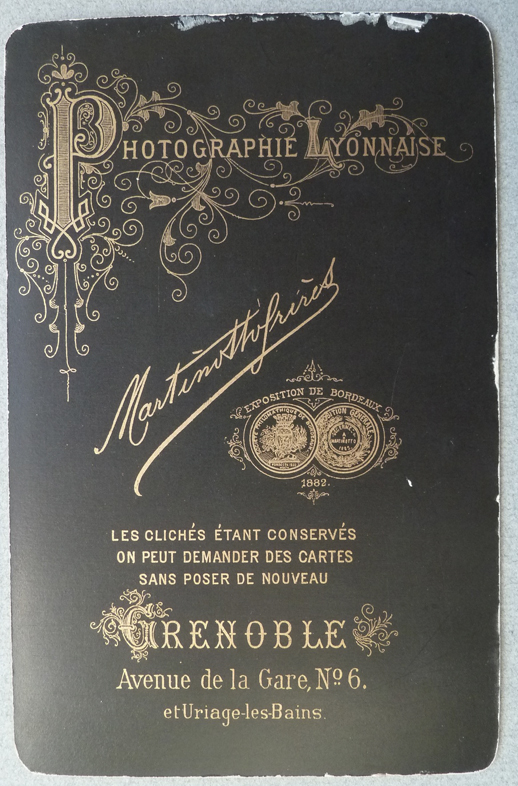 PHOTOGRAPHIE LYONNAISE
Martinotto frères
EXPOSITION DE BORDEAUX
1882.
LES CLICHÉS ÉTANT CONSERVÉS
ON PEUT DEMANDER DES CARTES
SANS POSER DE NOUVEAU
GRENOBLE
Avenue de la Gare, Nº 6.
et Uriage-les-Bains.